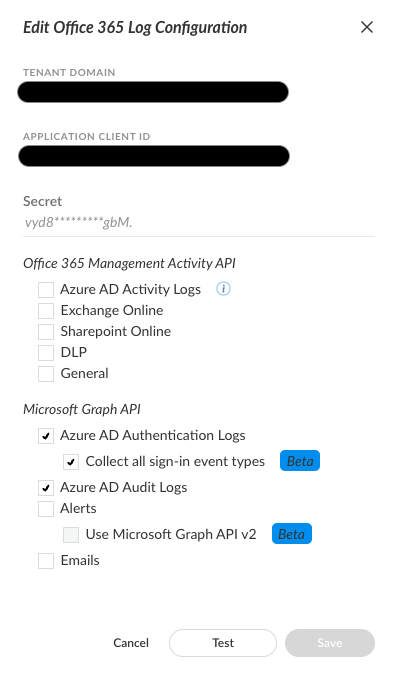 Edit Office 365 Log Configuration
TENANT DOMAIN
APPLICATION CLIENT ID
Secret
vyd8*********gbM.
Office 365 Management Activity API
Azure AD Activity Logs i
Exchange Online
Sharepoint Online
DLP
General
Microsoft Graph API
Azure AD Authentication Logs
Collect all sign-in event types Beta
Azure AD Audit Logs
Alerts
Use Microsoft Graph API v2 Beta
Emails
Cancel Test Save